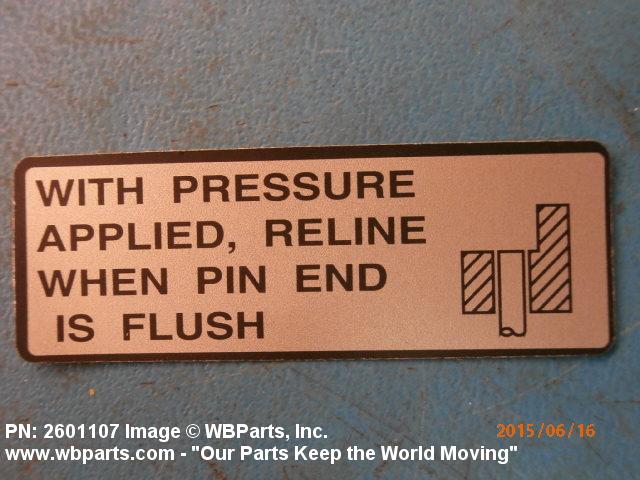 WITH PRESSURE
APPLIED, RELINE
WHEN PIN END
IS FLUSH
PN: 2601107 Image © WBParts, Inc.
2015/06/16
www.wbparts.com - "Our Parts Keep the World Moving"